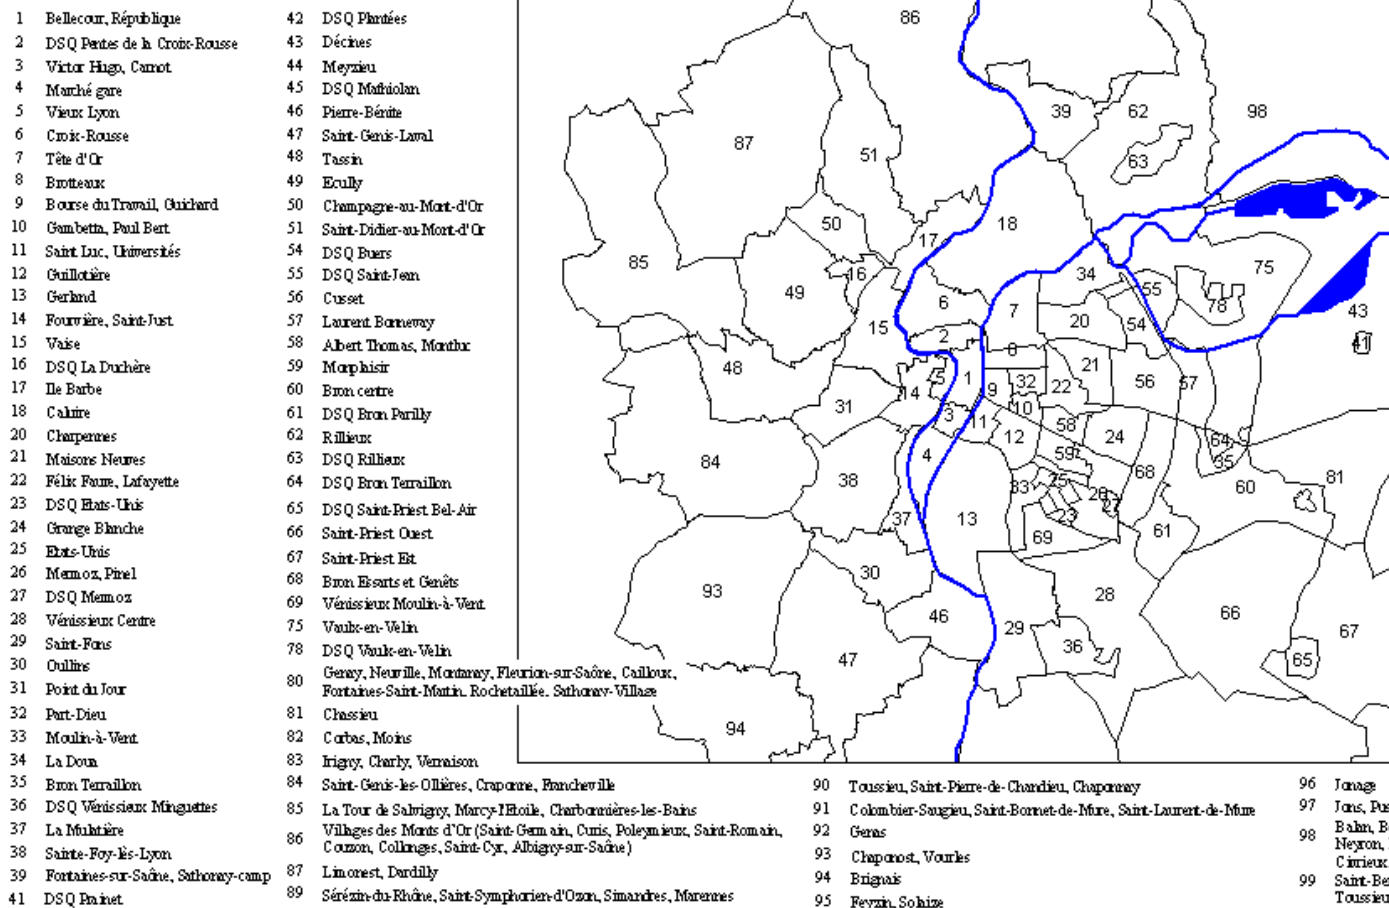 1 Bellecour, République
2 DSQ Pentes de la Croix-Rousse
3 Victor Hugo, Carnot
4 Marché gare
5 Vieux Lyon
6 Croix-Rousse
7 Tête d'Or
8 Brotteaux
9 Bourse du Travail, Guichard
10 Gambetta, Paul Bert
11 Saint Luc, Universités
12 Guillotière
13 Gerland
14 Fourvière, Saint-Just
15 Vaise
16 DSQ La Duchère
17 Ile Barbe
18 Caluire
20 Charpennes
21 Maisons Neuves
22 Félix Faure, Lafayette
23 DSQ Etats-Unis
24 Grange Blanche
25 Etats-Unis
26 Mermoz, Pinel
27 DSQ Mermoz
28 Vénissieux Centre
29 Saint-Fons
30 Oullins
31 Point du Jour
32 Part-Dieu
33 Moulin-à-Vent
34 La Doua
35 Bron Terraillon
36 DSQ Vénissieux Minguettes
37 La Mulatière
38 Sainte-Foy-lès-Lyon
39 Fontaines-sur-Saône, Sathonay-camp
41 DSQ Prainet
42 DSQ Plantées
43 Décines
44 Meyzieu
45 DSQ Mathiolan
46 Pierre-Bénite
47 Saint-Genis-Laval
48 Tassin
49 Ecully
50 Champagne-au-Mont-d'Or
51 Saint-Didier-au-Mont-d'Or
54 DSQ Buers
55 DSQ Saint-Jean
56 Cusset
57 Laurent Bonnevay
58 Albert Thomas, Montluc
59 Monplaisir
60 Bron centre
61 DSQ Bron Parilly
62 Rillieux
63 DSQ Rillieux
64 DSQ Bron Terraillon
65 DSQ Saint-Priest Bel-Air
66 Saint-Priest Ouest
67 Saint-Priest Est
68 Bron Essarts et Genêts
69 Vénissieux Moulin-à-Vent
75 Vaulx-en-Velin
78 DSQ Vaulx-en-Velin
80 Genay, Neuville, Montanay, Fleurieu-sur-Saône, Cailloux,
Fontaines-Saint-Martin, Rochetaillée, Sathonay-Village
81 Chassieu
82 Corbas, Moins
83 Irigny, Charly, Vernaison
84 Saint-Genis-les-Ollières, Craponne, Francheville
85 La Tour de Salvigny, Marcy-l'Etoile, Charbonnières-les-Bains
86 Villages des Monts d'Or (Saint-Germain, Curis, Poleymieux, Saint-Romain,
Couzon, Collonges, Saint-Cyr, Albigny-sur-Saône)
87 Limonest, Dardilly
89 Sérézin-du-Rhône, Saint-Symphorien-d'Ozon, Simandres, Marennes
90 Toussieu, Saint-Pierre-de-Chandieu, Chaponnay
91 Colombier-Saugieu, Saint-Bonnet-de-Mure, Saint-Laurent-de-Mure
92 Genas
93 Chaponost, Vourles
94 Brignais
95 Feyzin, Solaize
96 Jonage
97 Jons, Pus
98 Balan, B
Neyron,
Civrieux
99 Saint-Be
Toussieu
86
39
62
98
87
51
63
50
17
18
85
16
34
75
49
6
55
78
43
7
15
20
54
2
8
41
48
5
1
21
14
9
32
22
56
57
31
3
11
10
12
58
24
64
84
4
59
35
81
38
33
25
68
60
26
27
37
13
23
69
61
30
93
28
66
46
29
67
36
47
65
94